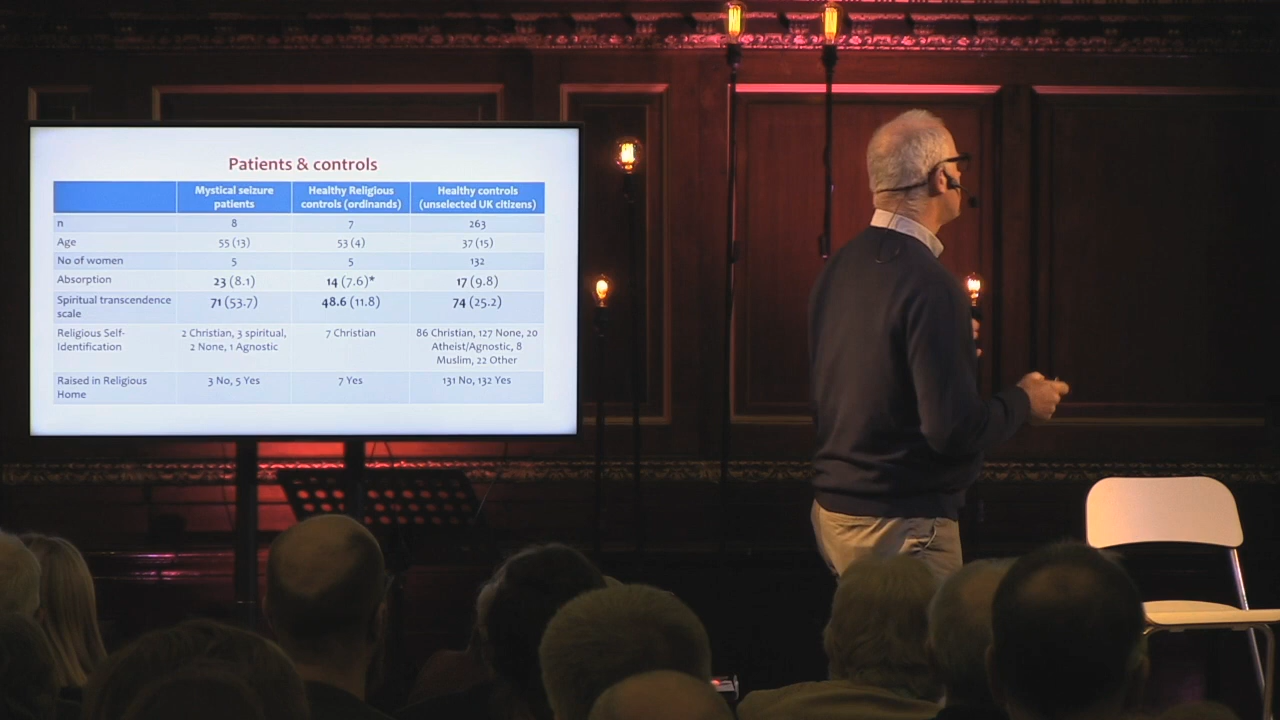 Patients & controls
Mystical seizure patients | Healthy Religious controls (ordinands) | Healthy controls (unselected UK citizens)
n | 8 | 7 | 263
Age | 55 (13) | 53 (4) | 37 (15)
No of women | 5 | 5 | 132
Absorption | 23 (8.1) | 14 (7.6)* | 17 (9.8)
Spiritual transcendence scale | 71 (53.7) | 48.6 (11.8) | 74 (25.2)
Religious Self-Identification | 2 Christian, 3 spiritual, 2 None, 1 Agnostic | 7 Christian | 86 Christian, 127 None, 20 Atheist/Agnostic, 8 Muslim, 22 Other
Raised in Religious Home | 3 No, 5 Yes | 7 Yes | 131 No, 132 Yes